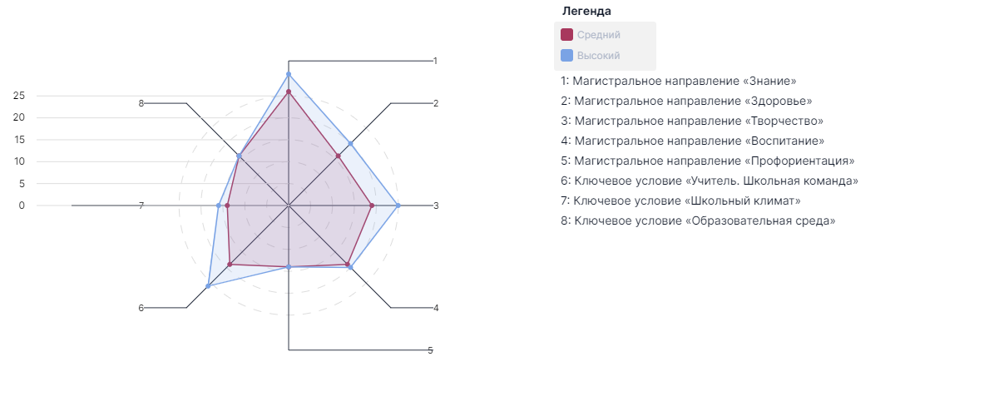 Легенда
Средний
Высокий
1: Магистральное направление «Знание»
2: Магистральное направление «Здоровье»
3: Магистральное направление «Творчество»
4: Магистральное направление «Воспитание»
5: Магистральное направление «Профориентация»
6: Ключевое условие «Учитель. Школьная команда»
7: Ключевое условие «Школьный климат»
8: Ключевое условие «Образовательная среда»
1
25
8
2
20
15
10
5
0
7
3
6
4
5